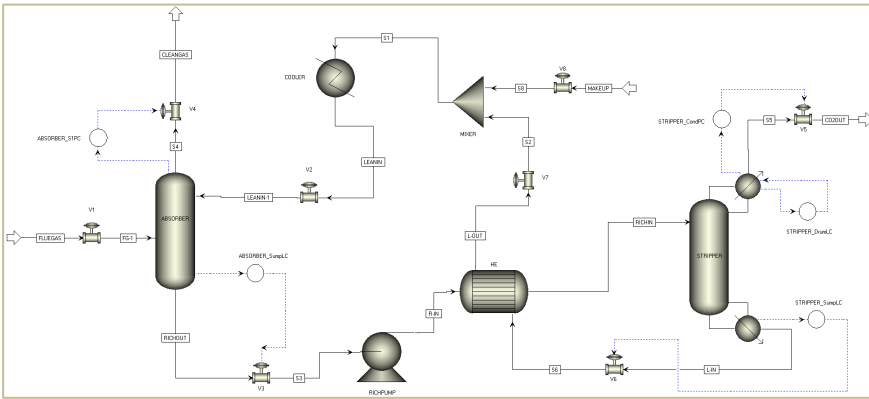 S1
CLEANGAS
V8
COOLER
S8
MAKEUP
V4
MIXER
S5
CO2OUT
V5
STRIPPER_CondPC
ABSORBER_S1PC
S4
S2
LEANIN
V2
V7
LEANIN-1
ABSORBER
V1
RICHIN
FLUEGAS
FG-1
L-OUT
STRIPPER_DrumLC
ABSORBER_SumpLC
HE
STRIPPER
STRIPPER_SumpLC
R-IN
RICHOUT
S6
L-IN
V3
S3
V6
RICHPUMP